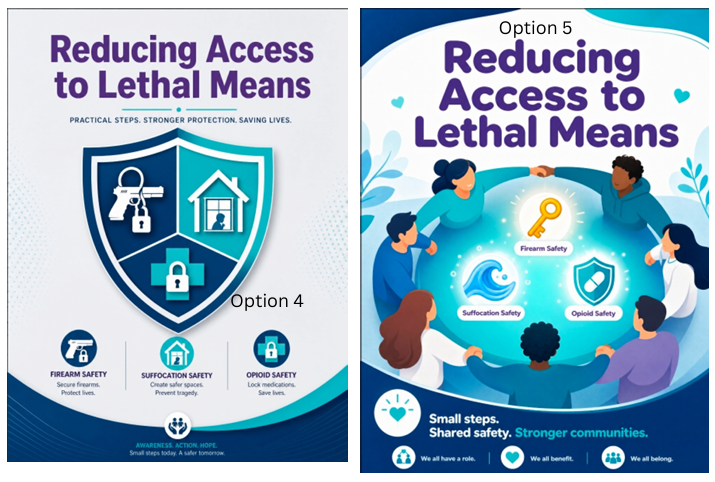 Reducing Access
to Lethal Means
PRACTICAL STEPS. STRONGER PROTECTION. SAVING LIVES.
Option 4
FIREARM SAFETY
Secure firearms.
Protect lives.
SUFFOCATION SAFETY
Create safer spaces.
Prevent tragedy.
OPIOID SAFETY
Lock medications.
Save lives.
AWARENESS. ACTION. HOPE.
Small steps today. A safer tomorrow.
Option 5
Reducing
Access to
Lethal Means
Firearm Safety
Suffocation Safety
Opioid Safety
Small steps.
Shared safety. Stronger communities.
We all have a role.
We all benefit.
We all belong.